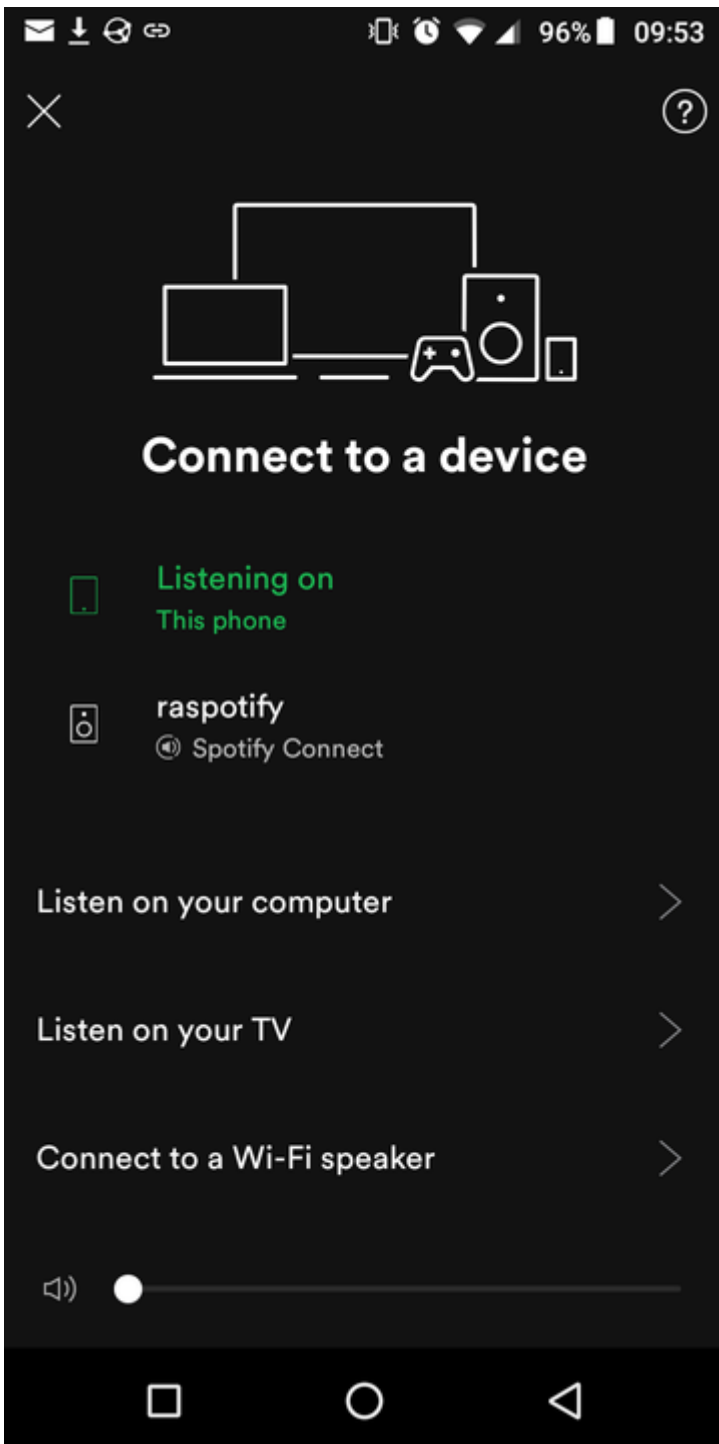 96% 09:53
Connect to a device
Listening on
This phone
raspotify
Spotify Connect
Listen on your computer
Listen on your TV
Connect to a Wi-Fi speaker